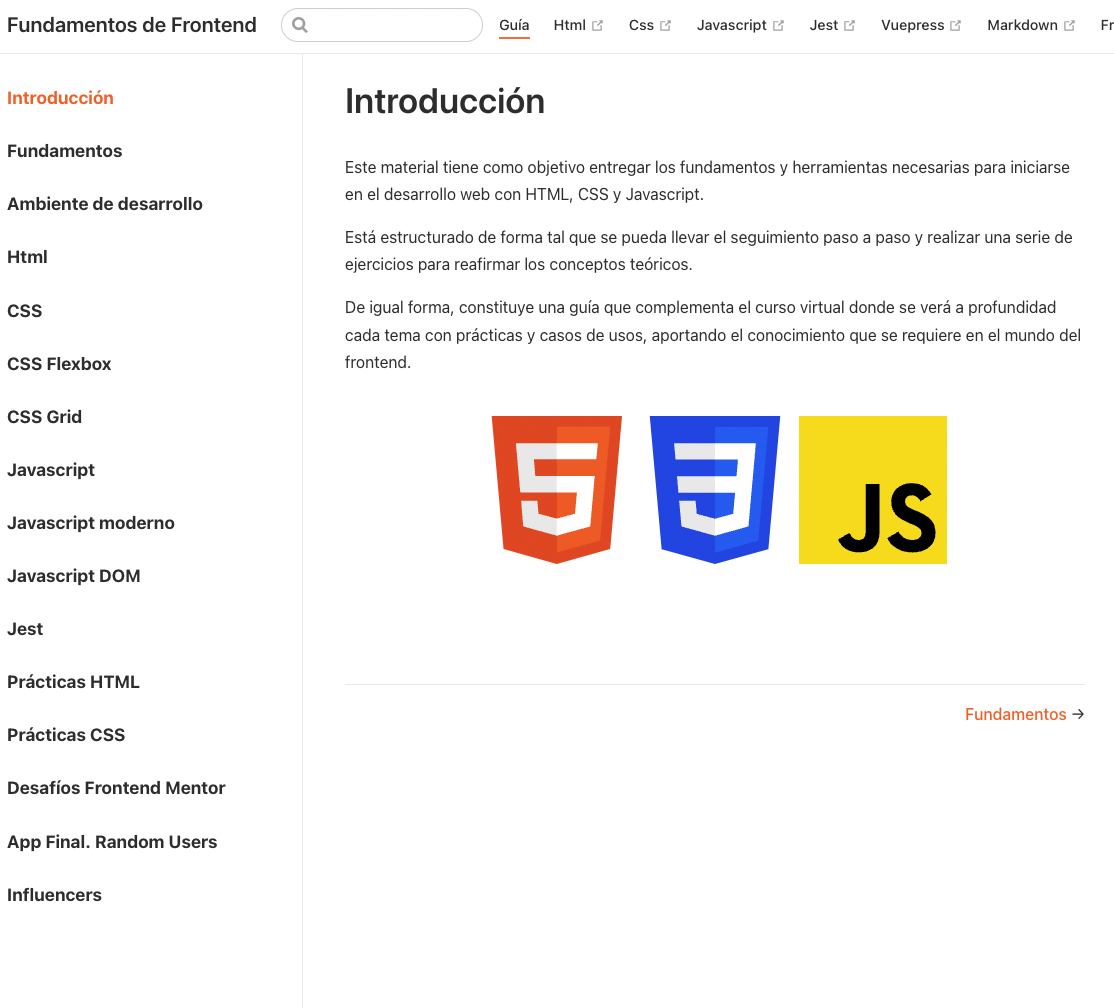 Fundamentos de Frontend
Guía
Html
Css
Javascript
Jest
Vuepress
Markdown
Fr
Introducción
Fundamentos
Ambiente de desarrollo
Html
CSS
CSS Flexbox
CSS Grid
Javascript
Javascript moderno
Javascript DOM
Jest
Prácticas HTML
Prácticas CSS
Desafíos Frontend Mentor
App Final. Random Users
Influencers
Introducción
Este material tiene como objetivo entregar los fundamentos y herramientas necesarias para iniciarse
en el desarrollo web con HTML, CSS y Javascript.
Está estructurado de forma tal que se pueda llevar el seguimiento paso a paso y realizar una serie de
ejercicios para reafirmar los conceptos teóricos.
De igual forma, constituye una guía que complementa el curso virtual donde se verá a profundidad
cada tema con prácticas y casos de usos, aportando el conocimiento que se requiere en el mundo del
frontend.
5
3
JS
Fundamentos →